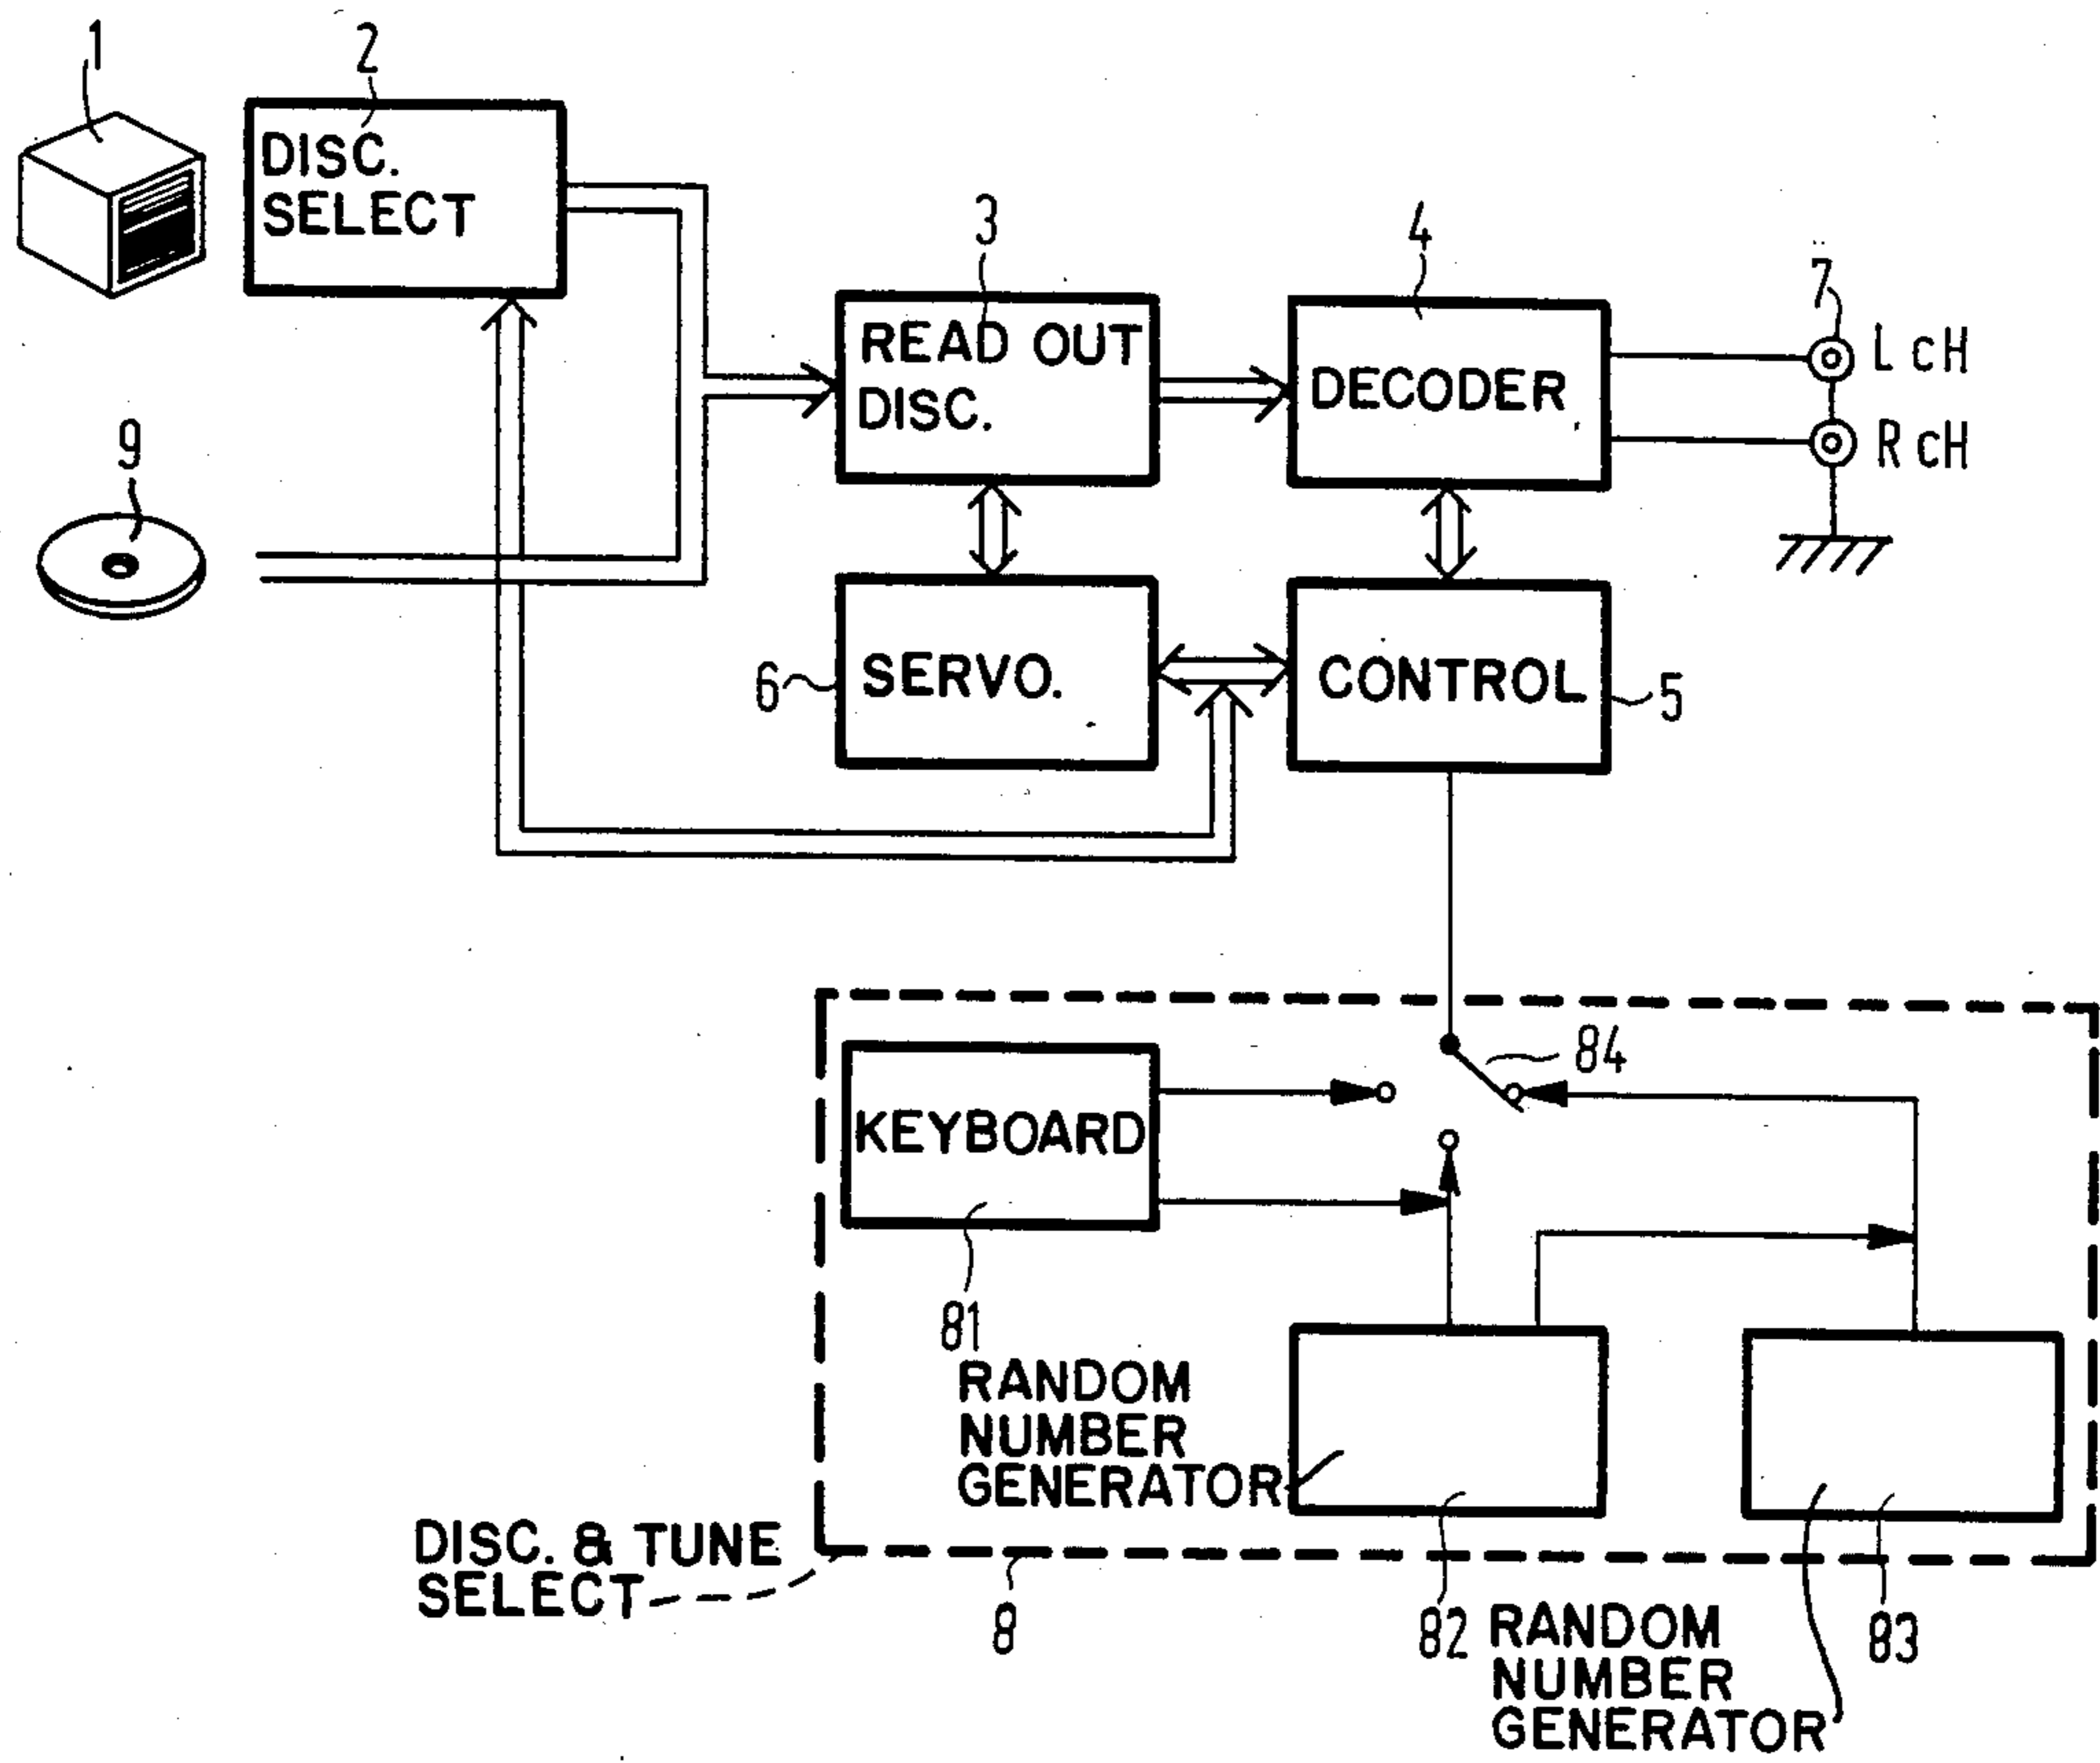 1
2
DISC.
SELECT
3
READ OUT
DISC.
4
DECODER
7
L cH
R cH
9
6
SERVO.
CONTROL
5
84
KEYBOARD
81
RANDOM
NUMBER
GENERATOR
DISC. & TUNE
SELECT
8
82
RANDOM
NUMBER
GENERATOR
83